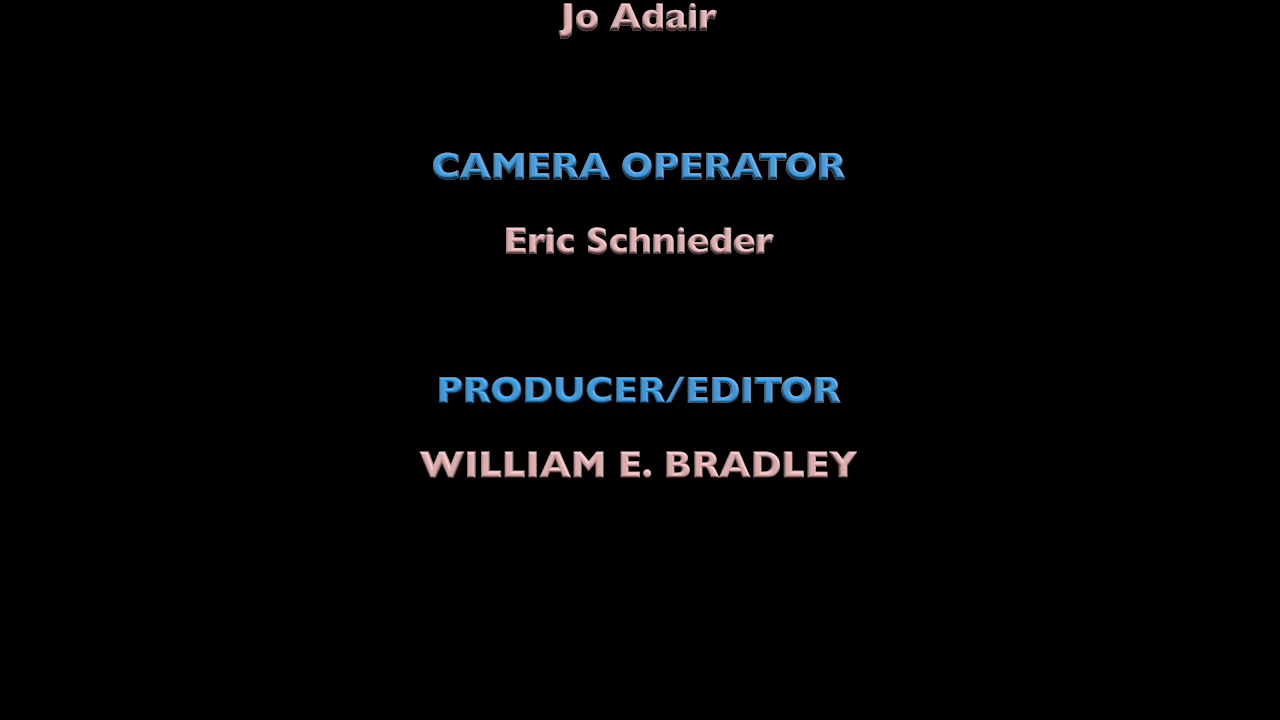 Jo Adair
CAMERA OPERATOR
Eric Schnieder
PRODUCER/EDITOR
WILLIAM E. BRADLEY